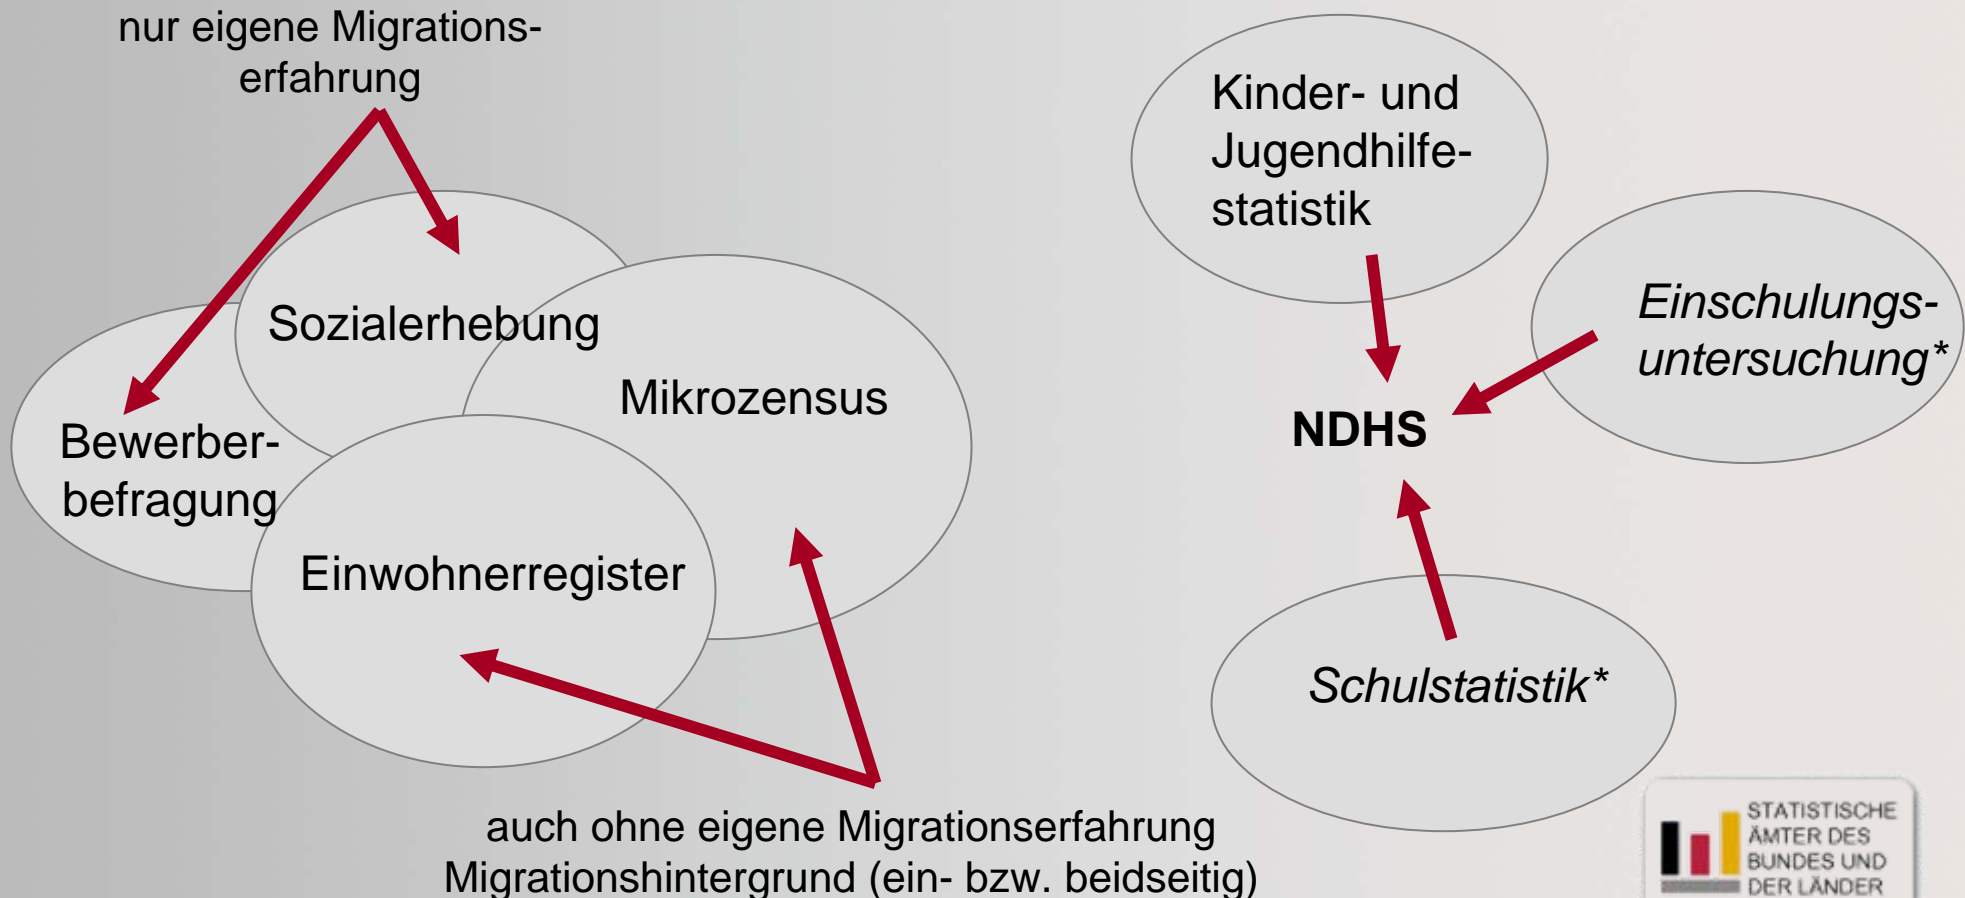 nur eigene Migrations-
erfahrung
Sozialerhebung
Mikrozensus
Bewerber-
befragung
Einwohnerregister
auch ohne eigene Migrationserfahrung
Migrationshintergrund (ein- bzw. beidseitig)
Kinder- und
Jugendhilfe-
statistik
Einschulungs-
untersuchung*
NDHS
Schulstatistik*
STATISTISCHE
ÄMTER DES
BUNDES UND
DER LÄNDER